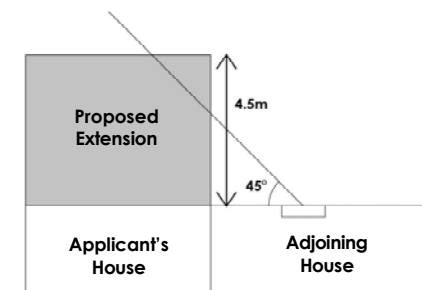 Proposed
Extension
4.5m
45°
Applicant's
House
Adjoining
House